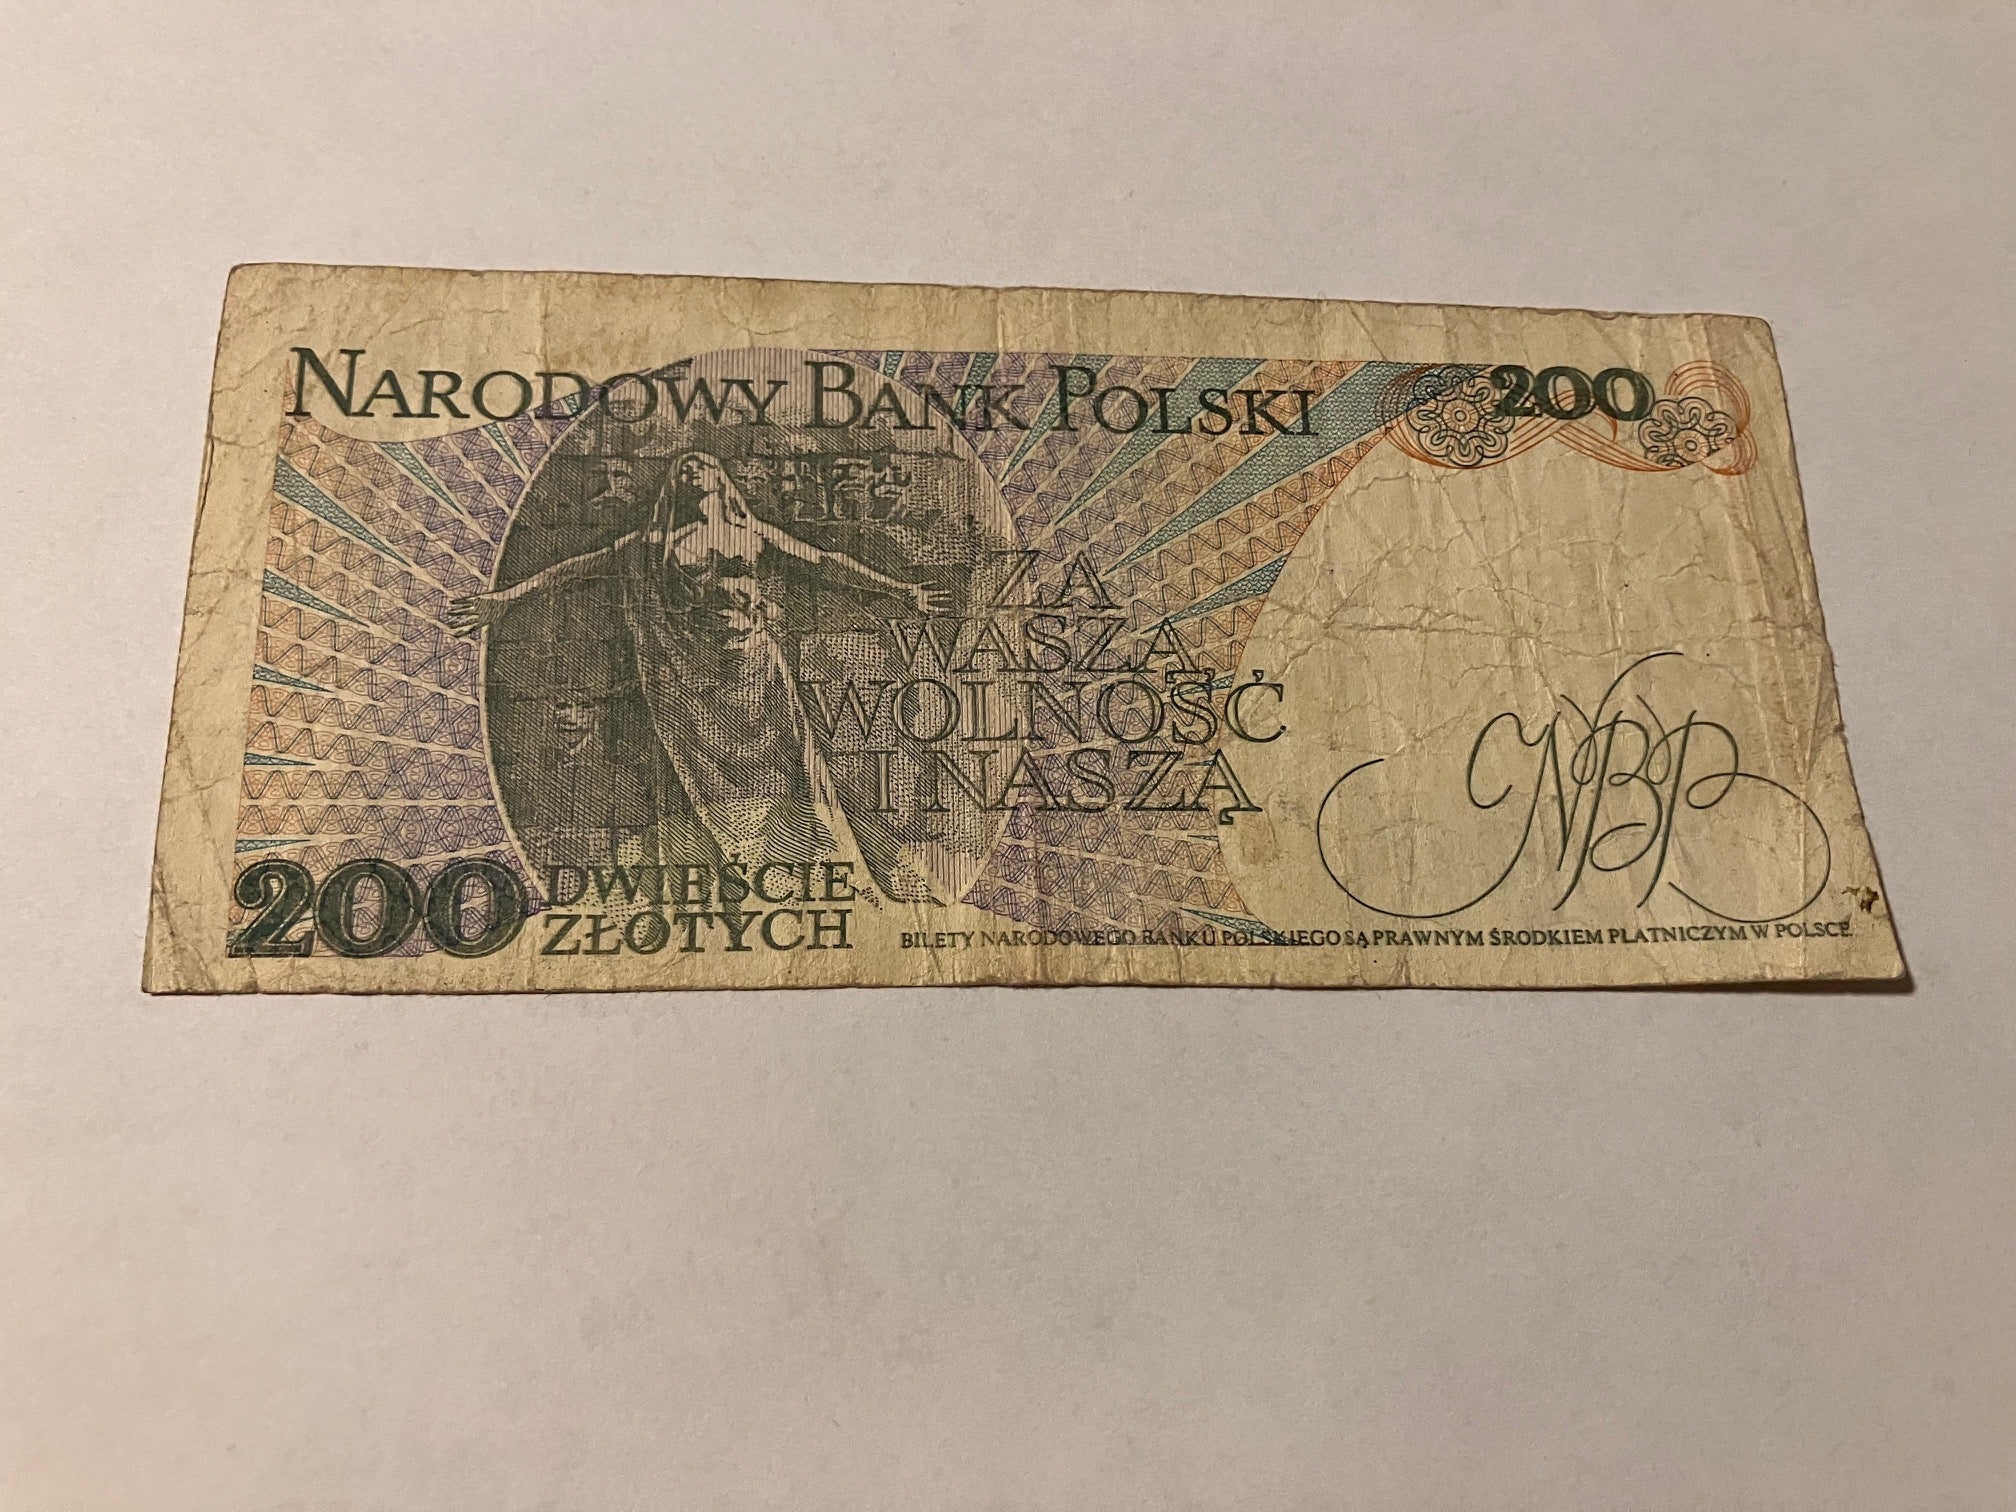 NARODOWY BANK POLSKI
200
ZA
WASZĄ
WOLNOŚĆ
I NASZĄ
NBP
200
DWIEŚCIE
ZŁOTYCH
BILETY NARODOWEGO BANKU POLSKIEGO SĄ PRAWNYM ŚRODKIEM PŁATNICZYM W POLSCE